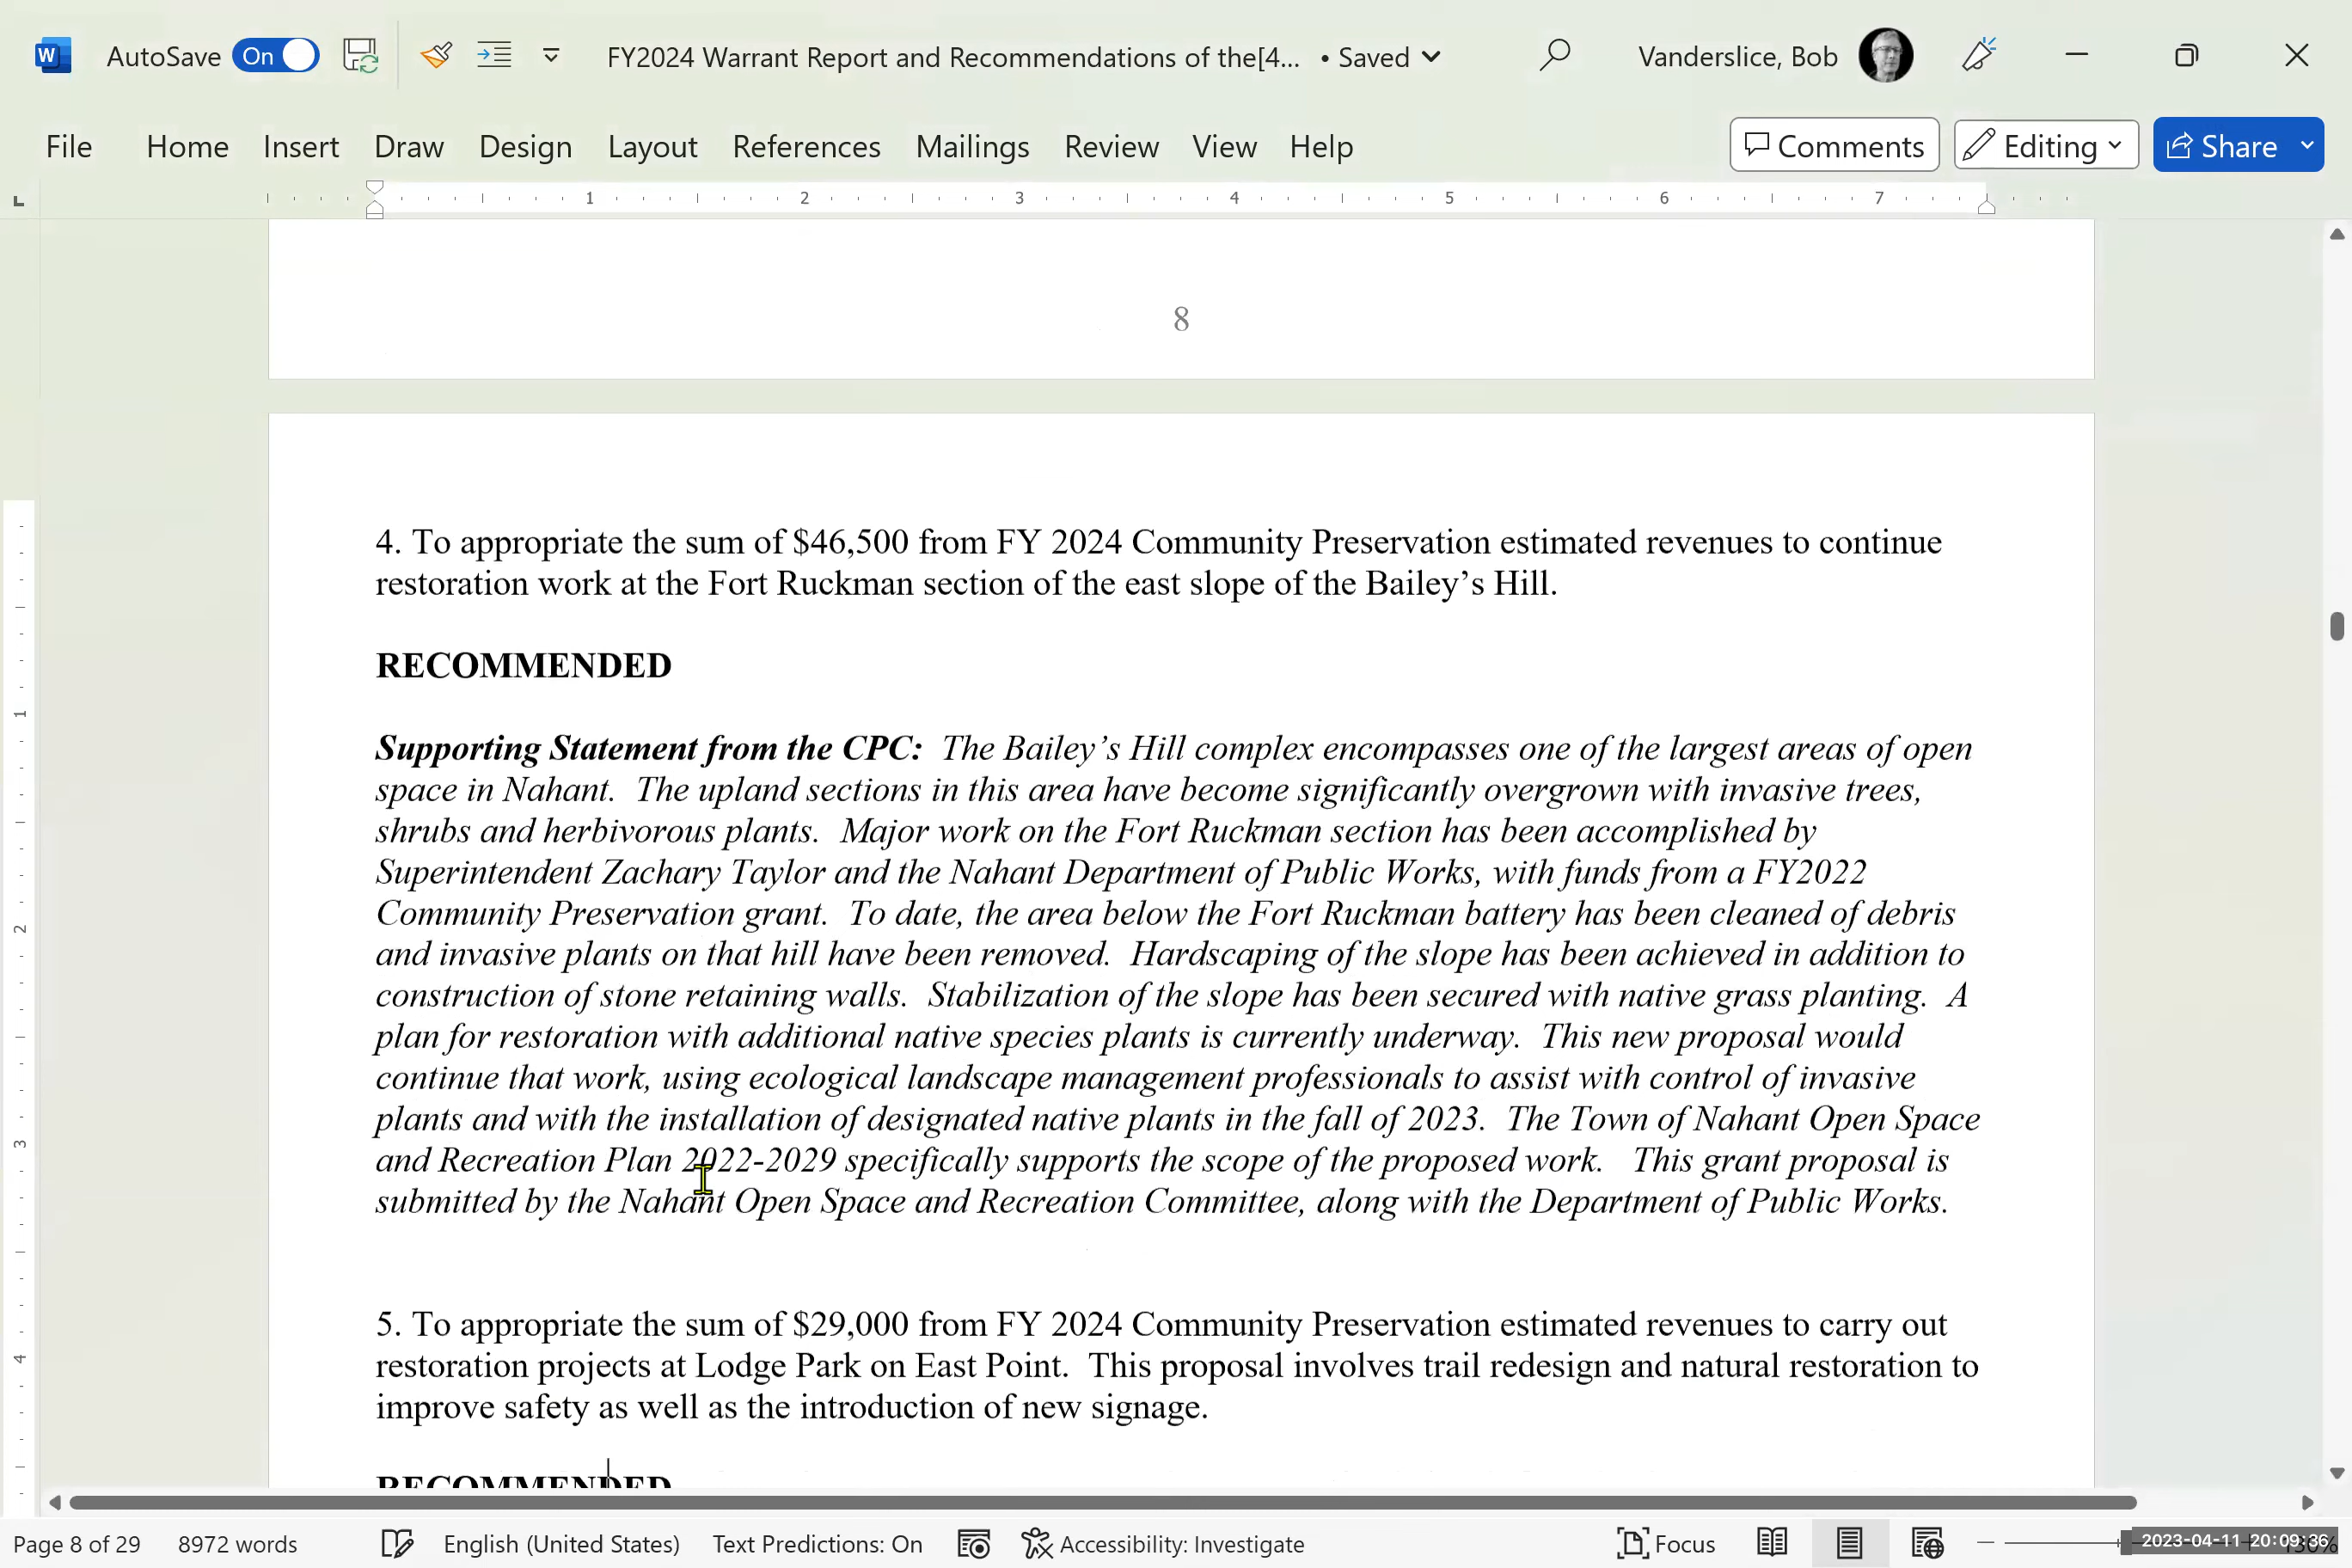 AutoSave On FY2024 Warrant Report and Recommendations of the[4... • Saved Vanderslice, Bob
File Home Insert Draw Design Layout References Mailings Review View Help Comments Editing Share
1 2 3 4 5 6 7
8
4. To appropriate the sum of $46,500 from FY 2024 Community Preservation estimated revenues to continue
restoration work at the Fort Ruckman section of the east slope of the Bailey’s Hill.
RECOMMENDED
Supporting Statement from the CPC: The Bailey’s Hill complex encompasses one of the largest areas of open
space in Nahant. The upland sections in this area have become significantly overgrown with invasive trees,
shrubs and herbivorous plants. Major work on the Fort Ruckman section has been accomplished by
Superintendent Zachary Taylor and the Nahant Department of Public Works, with funds from a FY2022
Community Preservation grant. To date, the area below the Fort Ruckman battery has been cleaned of debris
and invasive plants on that hill have been removed. Hardscaping of the slope has been achieved in addition to
construction of stone retaining walls. Stabilization of the slope has been secured with native grass planting. A
plan for restoration with additional native species plants is currently underway. This new proposal would
continue that work, using ecological landscape management professionals to assist with control of invasive
plants and with the installation of designated native plants in the fall of 2023. The Town of Nahant Open Space
and Recreation Plan 2022-2029 specifically supports the scope of the proposed work. This grant proposal is
submitted by the Nahant Open Space and Recreation Committee, along with the Department of Public Works.
5. To appropriate the sum of $29,000 from FY 2024 Community Preservation estimated revenues to carry out
restoration projects at Lodge Park on East Point. This proposal involves trail redesign and natural restoration to
improve safety as well as the introduction of new signage.
RECOMMENDED
1
2
3
4
Page 8 of 29 8972 words English (United States) Text Predictions: On Accessibility: Investigate Focus
2023-04-11 20:09:36